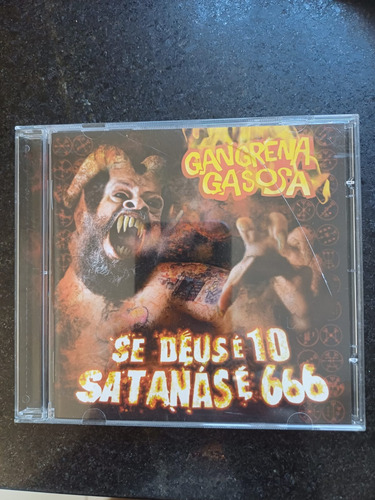 GANGRENA
GASOSA
SE DEUS É 10
SATANÁS É 666